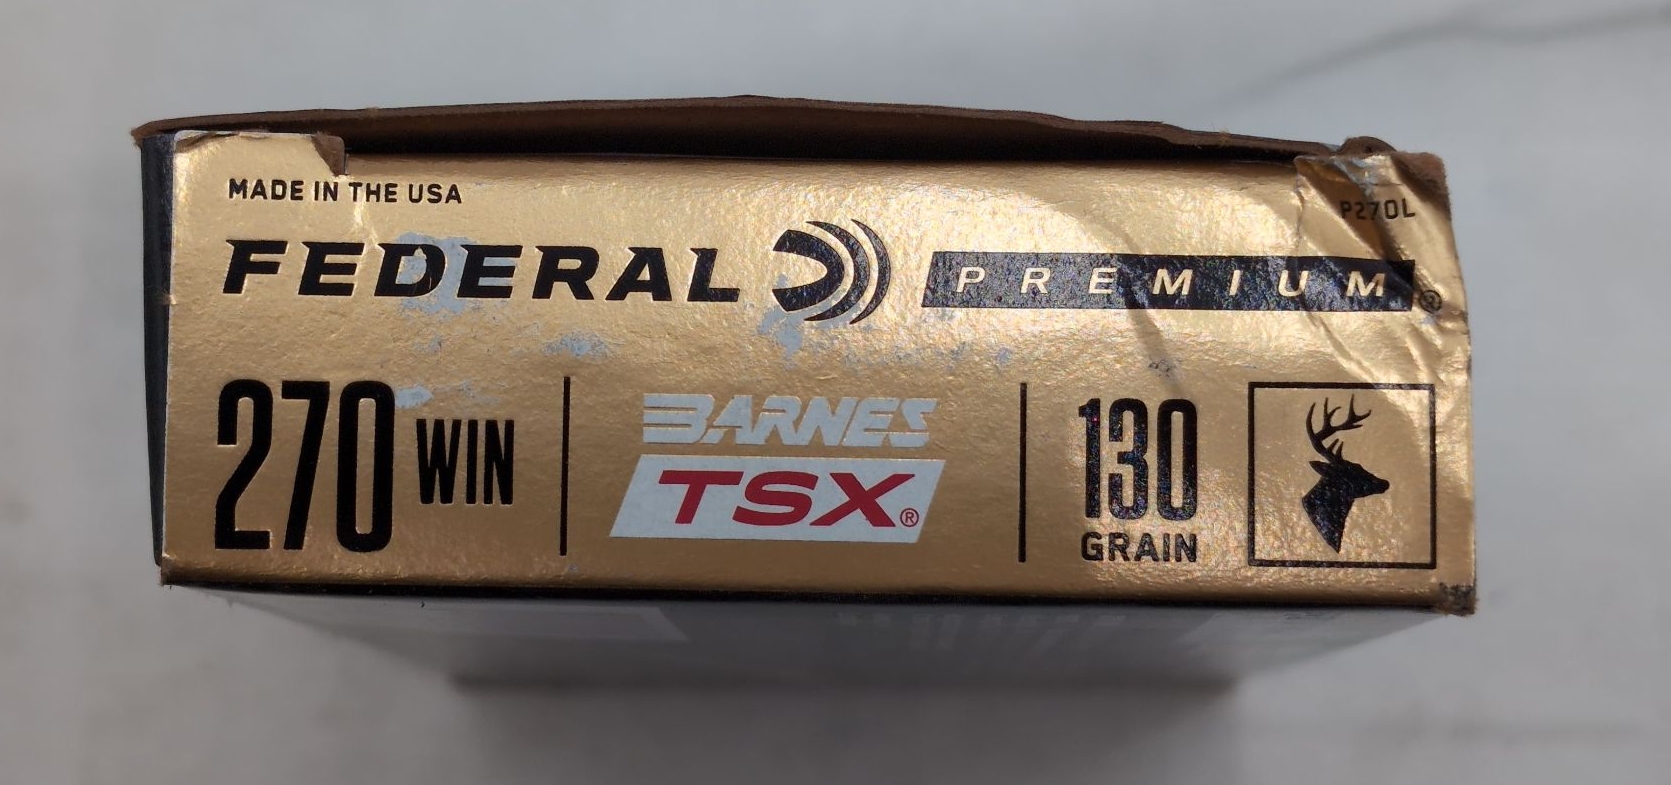 MADE IN THE USA
P270L
FEDERAL PREMIUM®
270 WIN
BARNES
TSX®
130
GRAIN